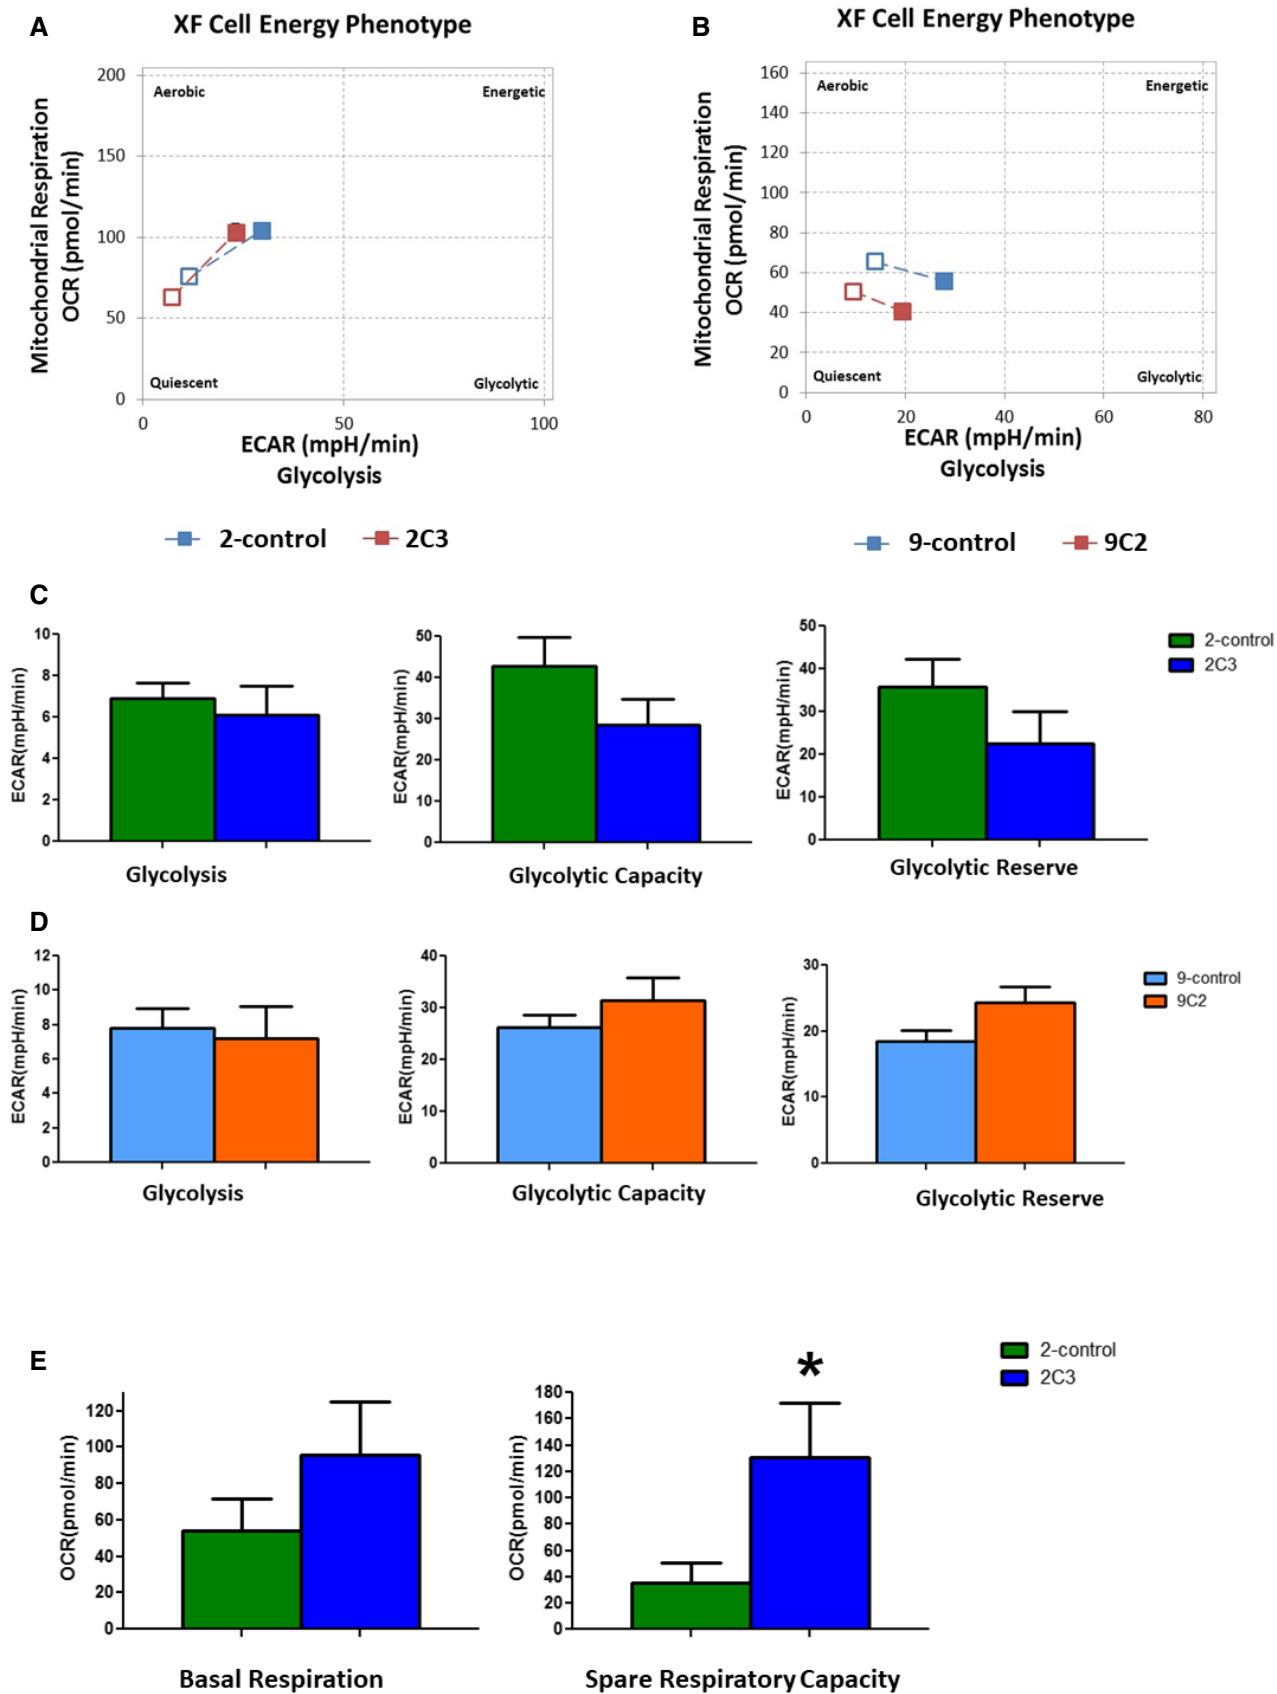 A
XF Cell Energy Phenotype
200
150
100
50
0
Aerobic
Energetic
Quiescent
Glycolytic
0
50
100
Mitochondrial Respiration
OCR (pmol/min)
ECAR (mpH/min)
Glycolysis
2-control
2C3
B
XF Cell Energy Phenotype
160
140
120
100
80
60
40
20
0
Aerobic
Energetic
Quiescent
Glycolytic
0
20
40
60
80
Mitochondrial Respiration
OCR (pmol/min)
ECAR (mpH/min)
Glycolysis
9-control
9C2
C
10
8
6
4
2
0
ECAR(mpH/min)
Glycolysis
50
40
30
20
10
0
ECAR(mpH/min)
Glycolytic Capacity
50
40
30
20
10
0
ECAR(mpH/min)
Glycolytic Reserve
2-control
2C3
D
12
10
8
6
4
2
0
ECAR(mpH/min)
Glycolysis
40
30
20
10
0
ECAR(mpH/min)
Glycolytic Capacity
30
20
10
0
ECAR(mpH/min)
Glycolytic Reserve
9-control
9C2
E
120
100
80
60
40
20
0
OCR(pmol/min)
Basal Respiration
*
180
160
140
120
100
80
60
40
20
0
OCR(pmol/min)
Spare Respiratory Capacity
2-control
2C3